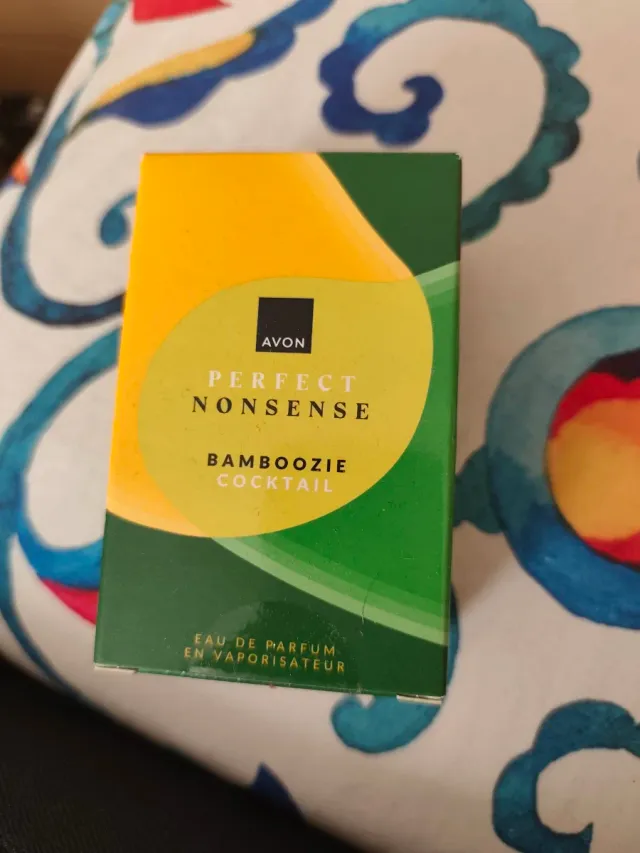 AVON
PERFECT
NONSENSE
BAMBOOZIE
COCKTAIL
EAU DE PARFUM
EN VAPORISATEUR